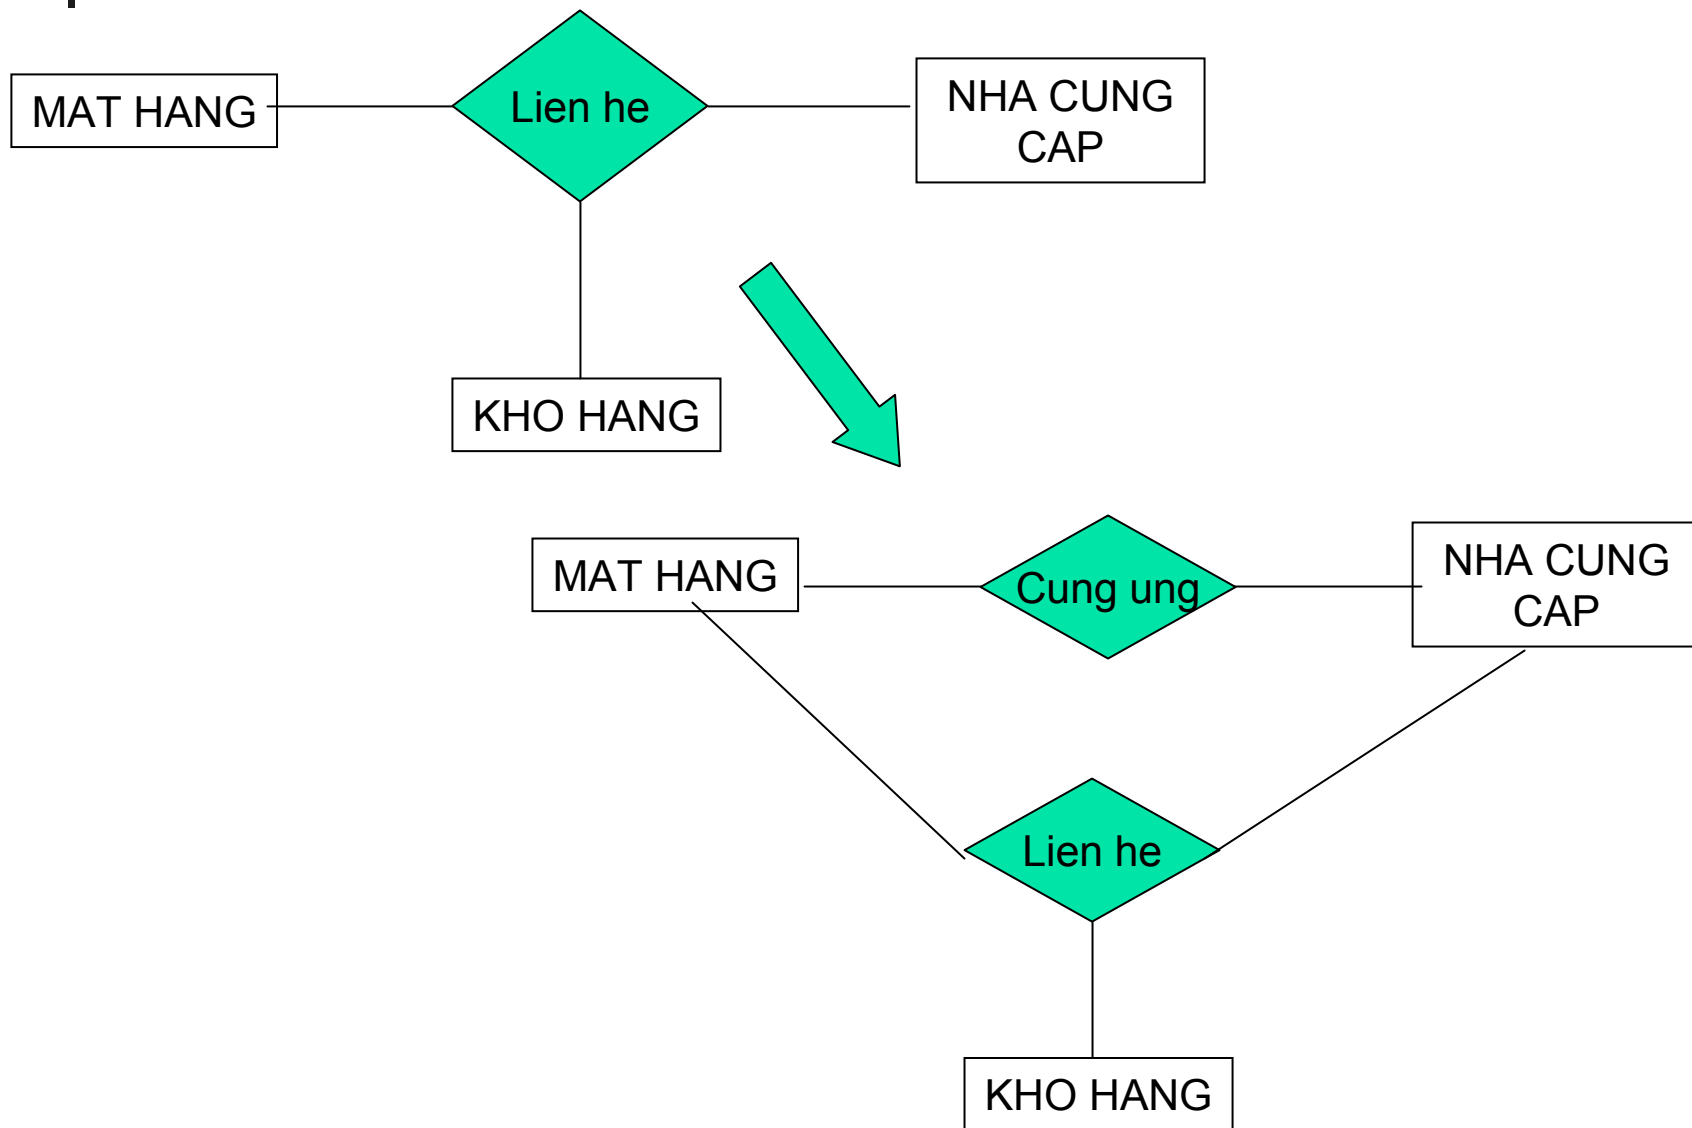 MAT HANG
Lien he
NHA CUNG
CAP
KHO HANG
MAT HANG
Cung ung
NHA CUNG
CAP
Lien he
KHO HANG